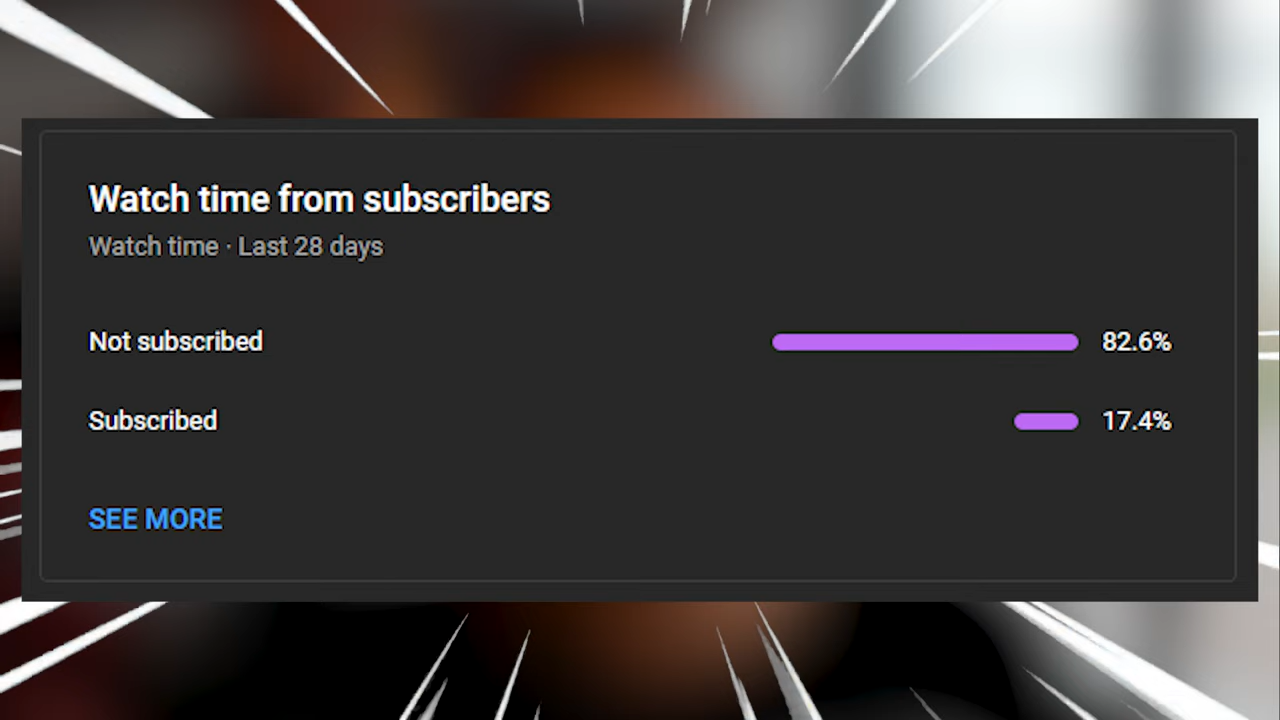 Watch time from subscribers
Watch time · Last 28 days
Not subscribed 82.6%
Subscribed 17.4%
SEE MORE